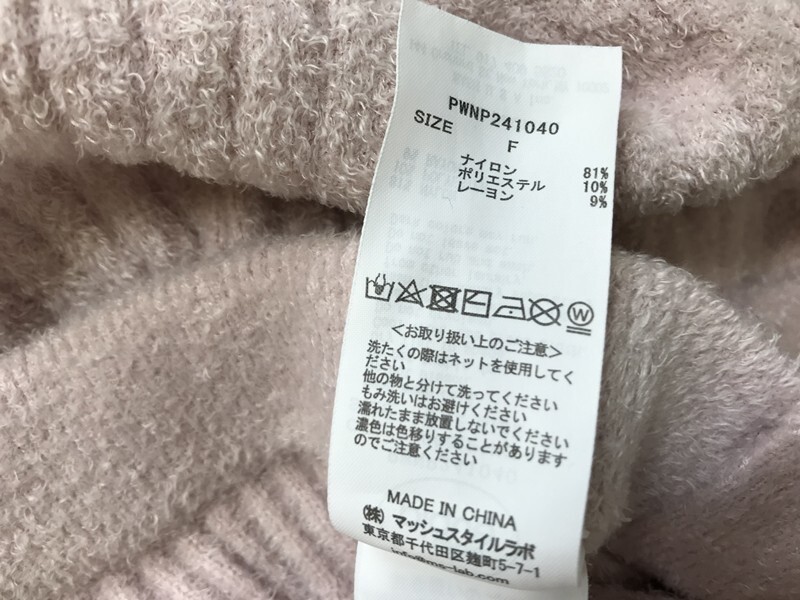 PWNP241040
SIZE F
ナイロン 81%
ポリエステル 10%
レーヨン 9%
W
<お取り扱い上のご注意>
洗たくの際はネットを使用してく
ださい
他の物と分けて洗ってください
もみ洗いはお避けください
濡れたまま放置しないでください
濃色は色移りすることがあります
のでご注意ください
MADE IN CHINA
(株) マッシュスタイルラボ
東京都千代田区麹町5-7-1
info@ms-lab.com